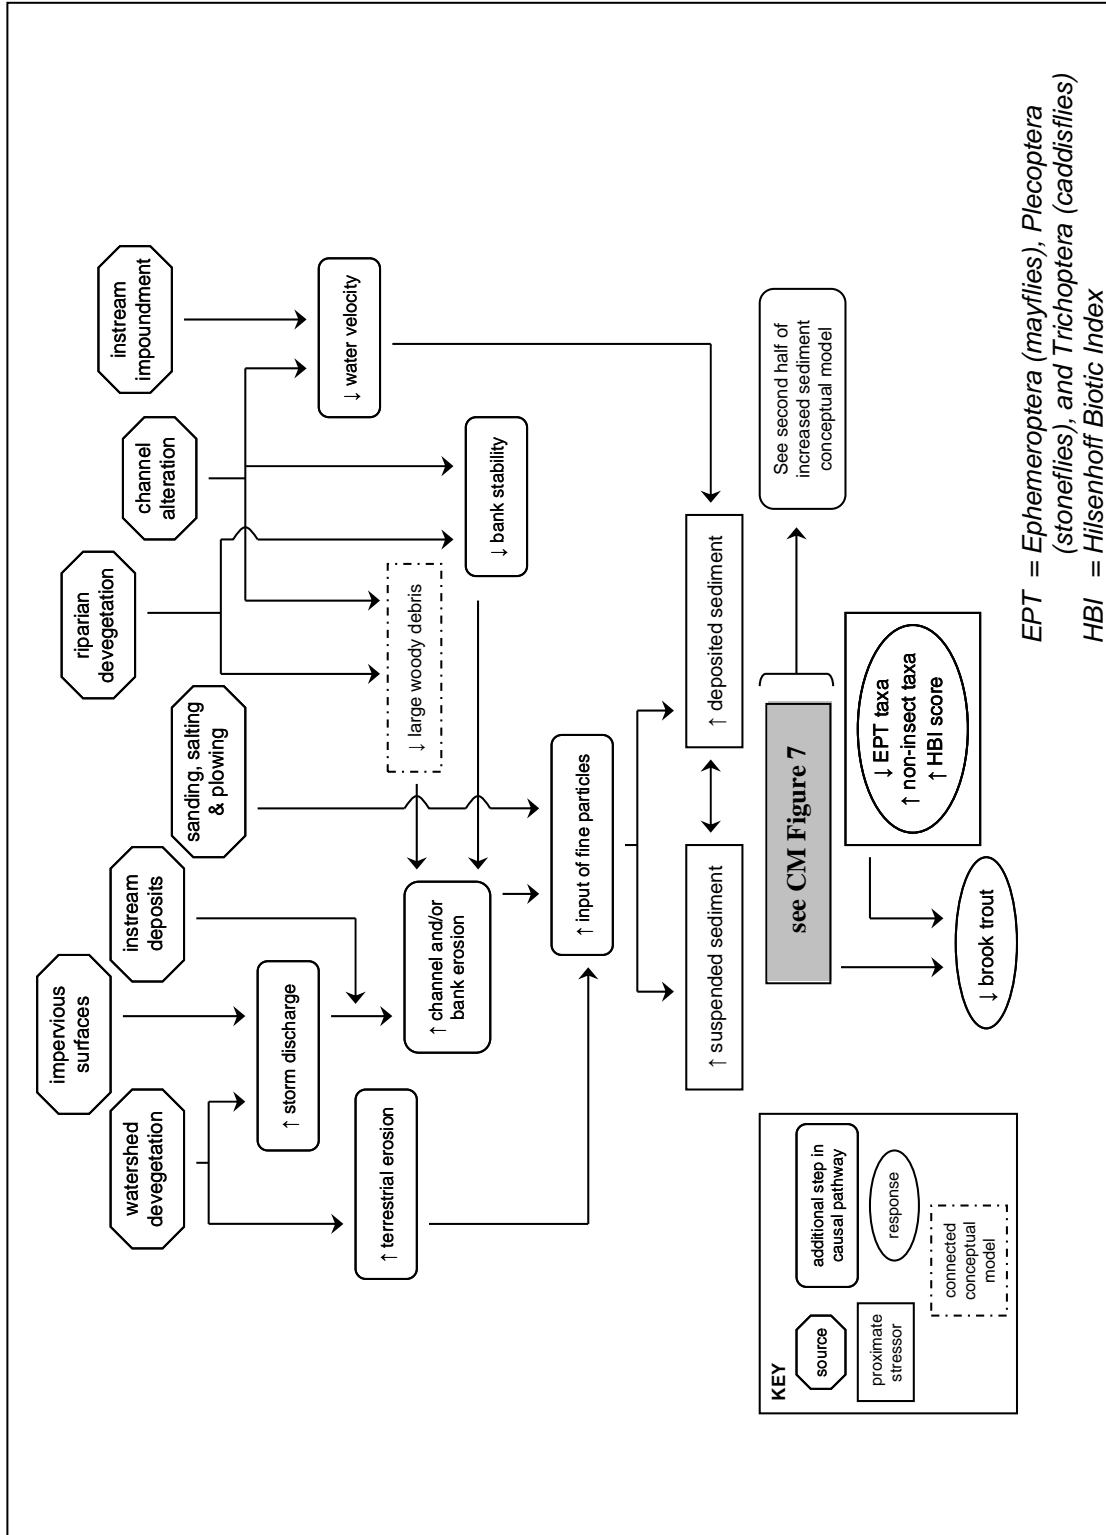 watershed
devegetation
impervious
surfaces
instream
deposits
sanding, salting
& plowing
riparian
devegetation
channel
alteration
instream
impoundment
↑ storm discharge
↓ water velocity
↑ terrestrial erosion
↑ channel and/or
bank erosion
↓ large woody debris
↓ bank stability
↑ input of fine particles
↑ suspended sediment
↑ deposited sediment
see CM Figure 7
See second half of
increased sediment
conceptual model
↓ EPT taxa
↑ non-insect taxa
↑ HBI score
↓ brook trout
KEY
source
additional step in
causal pathway
proximate
stressor
response
connected
conceptual
model
EPT = Ephemeroptera (mayflies), Plecoptera
(stoneflies), and Trichoptera (caddisflies)
HBI = Hilsenhoff Biotic Index